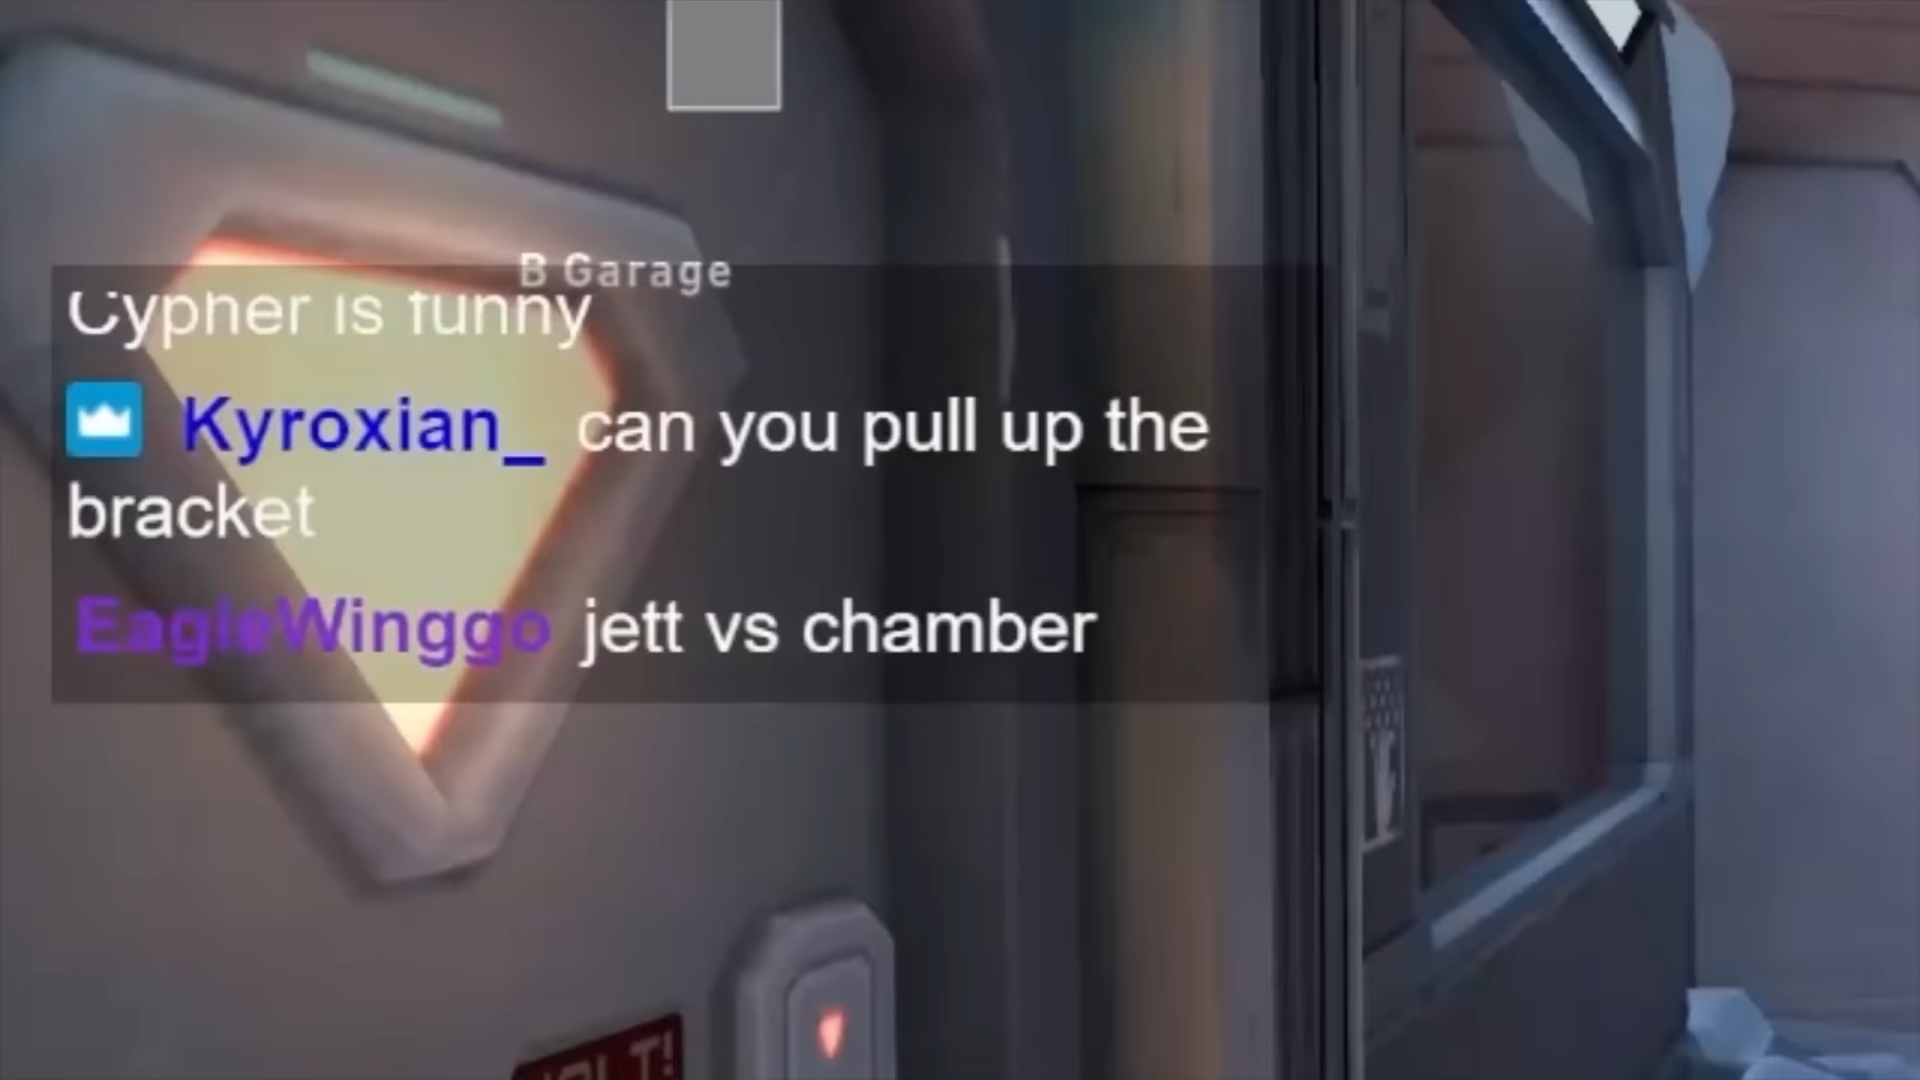 B Garage
Cypher is funny
Kyroxian_ can you pull up the
bracket
EagleWinggo jett vs chamber